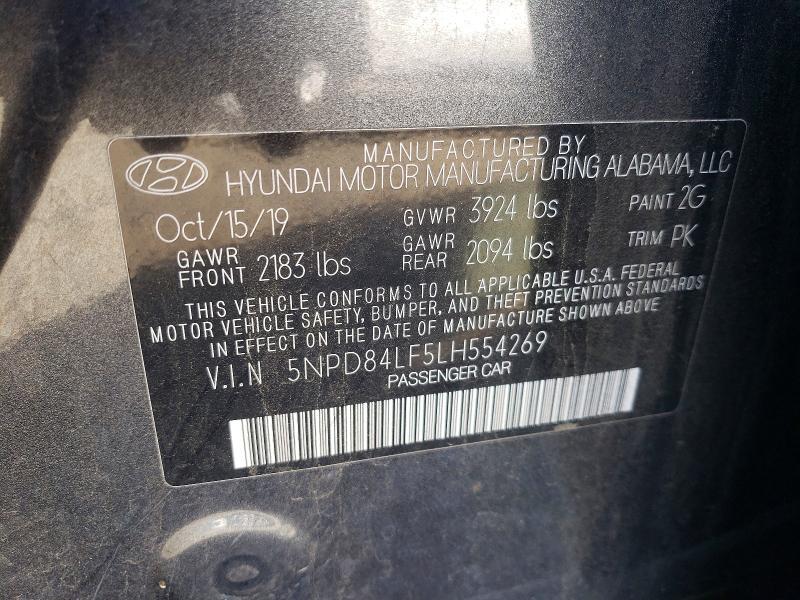 MANUFACTURED BY
HYUNDAI MOTOR MANUFACTURING ALABAMA, LLC
Oct/15/19 GVWR 3924 lbs PAINT 2G
GAWR FRONT 2183 lbs GAWR REAR 2094 lbs TRIM PK
THIS VEHICLE CONFORMS TO ALL APPLICABLE U.S.A. FEDERAL
MOTOR VEHICLE SAFETY, BUMPER, AND THEFT PREVENTION STANDARDS
IN EFFECT ON THE DATE OF MANUFACTURE SHOWN ABOVE
V.I.N 5NPD84LF5LH554269
PASSENGER CAR